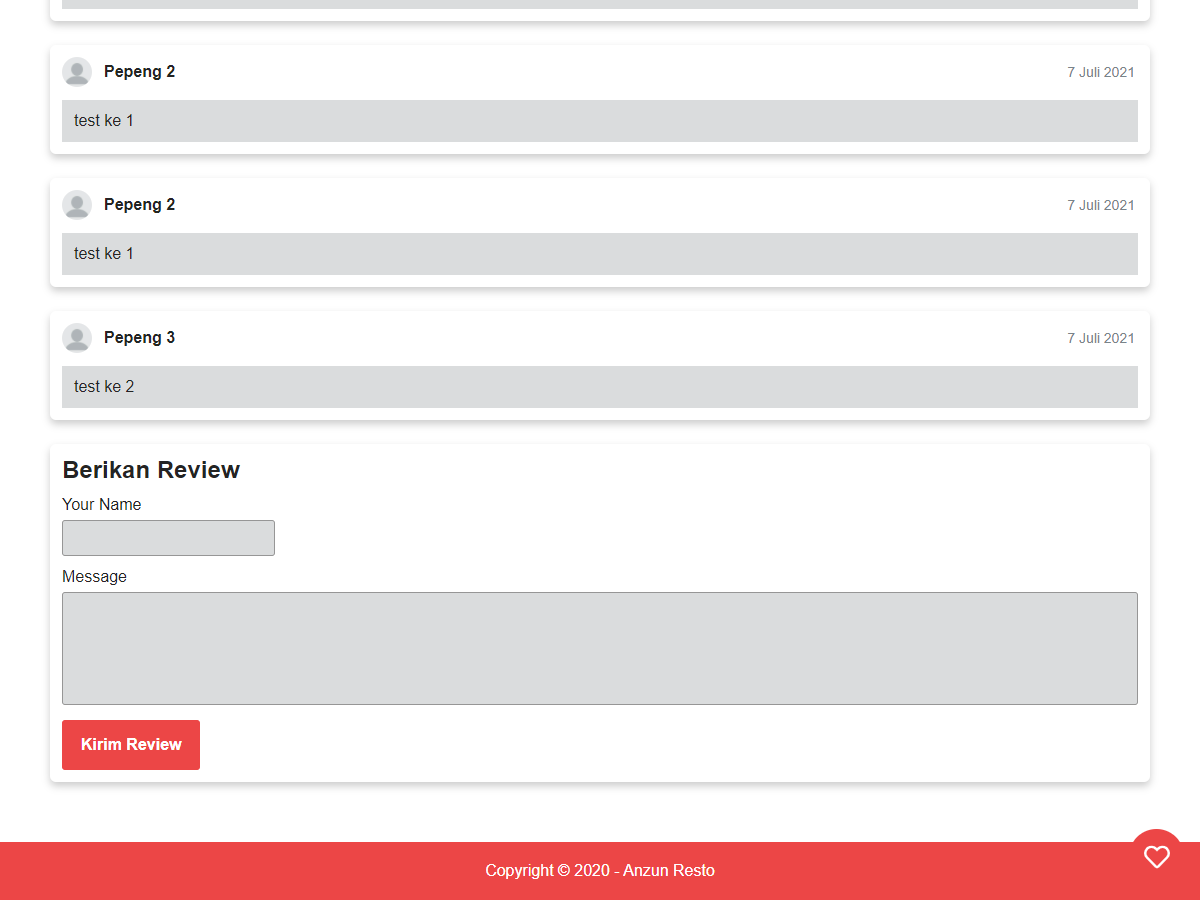 Pepeng 2
7 Juli 2021
test ke 1
Pepeng 2
7 Juli 2021
test ke 1
Pepeng 3
7 Juli 2021
test ke 2
Berikan Review
Your Name
Message
Kirim Review
Copyright © 2020 - Anzun Resto